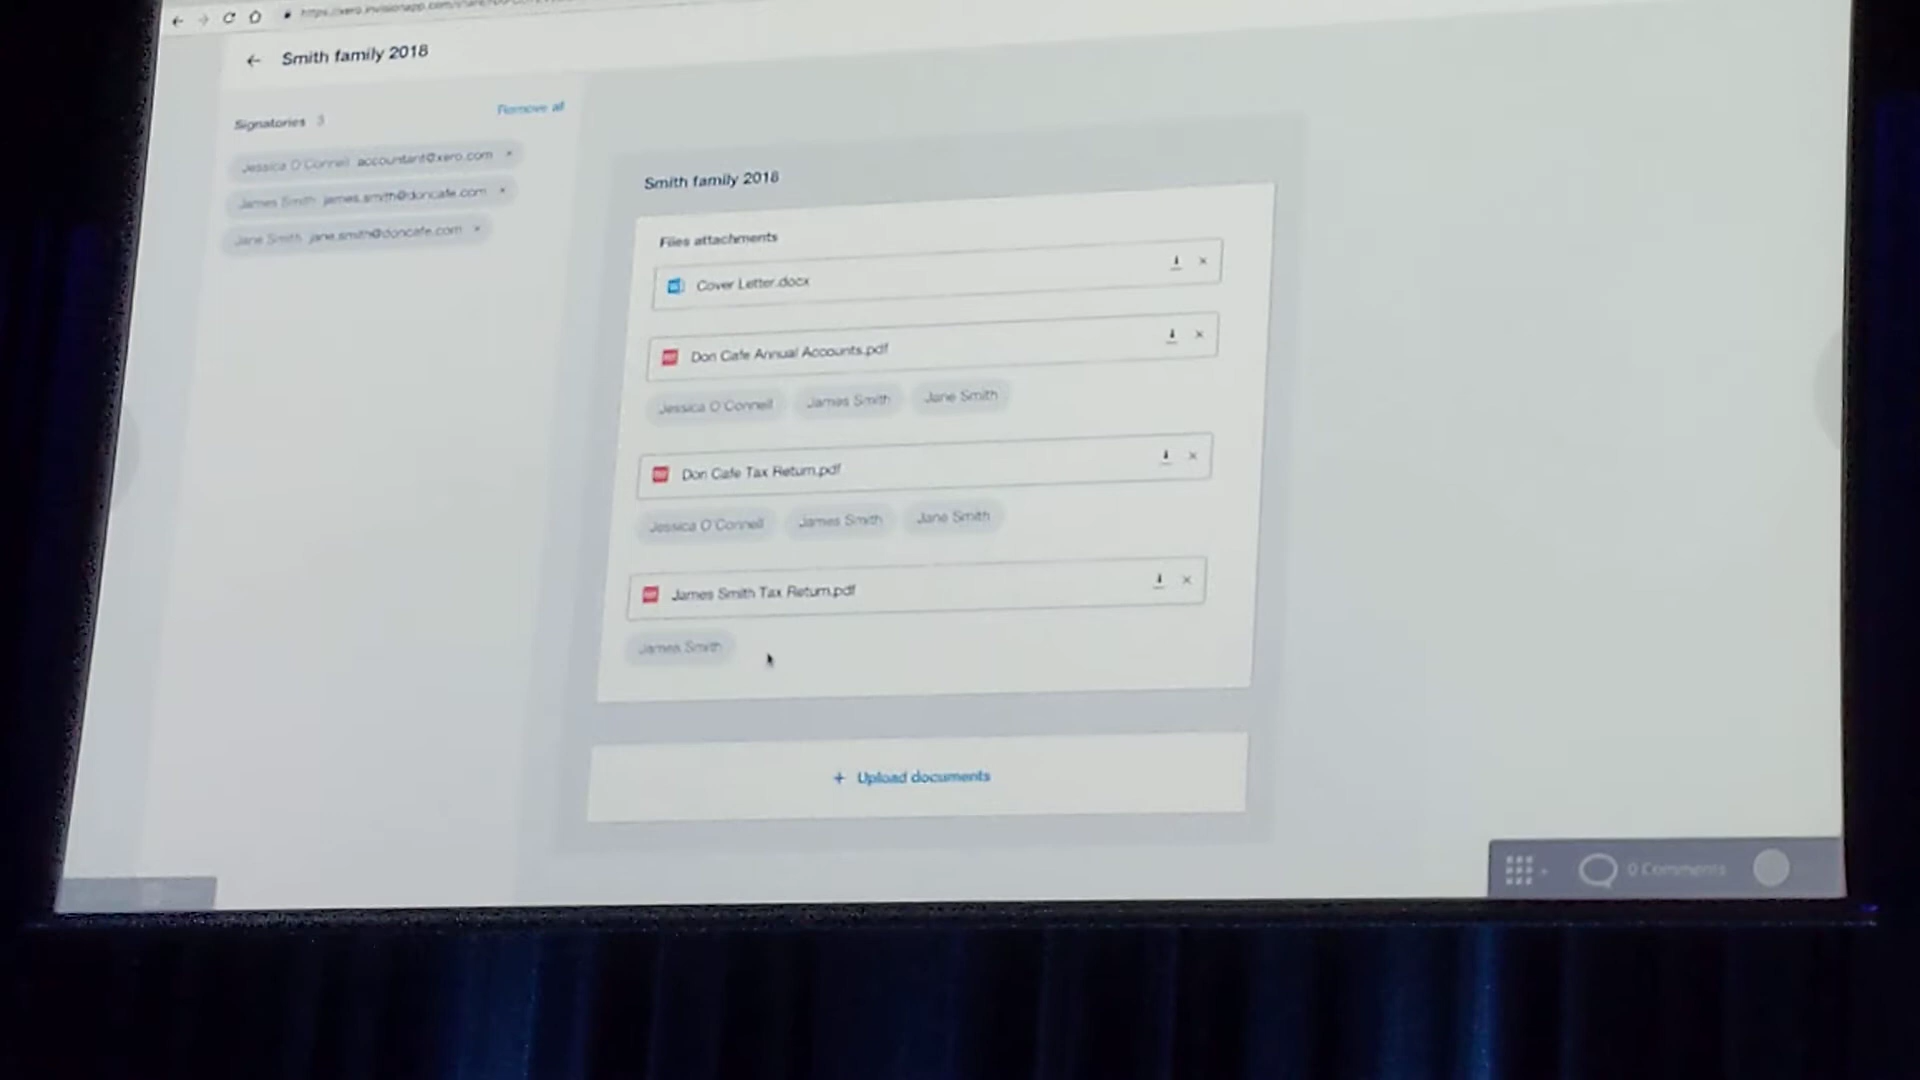 Smith family 2018
Signatories 3
Remove all
Jessica O'Connell accountant@xero.com ×
James Smith james.smith@doncafe.com ×
Jane Smith jane.smith@doncafe.com ×
Smith family 2018
Files attachments
Cover Letter.docx
Don Cafe Annual Accounts.pdf
Jessica O'Connell James Smith Jane Smith
Don Cafe Tax Return.pdf
Jessica O'Connell James Smith Jane Smith
James Smith Tax Return.pdf
James Smith
+ Upload documents
0 Comments